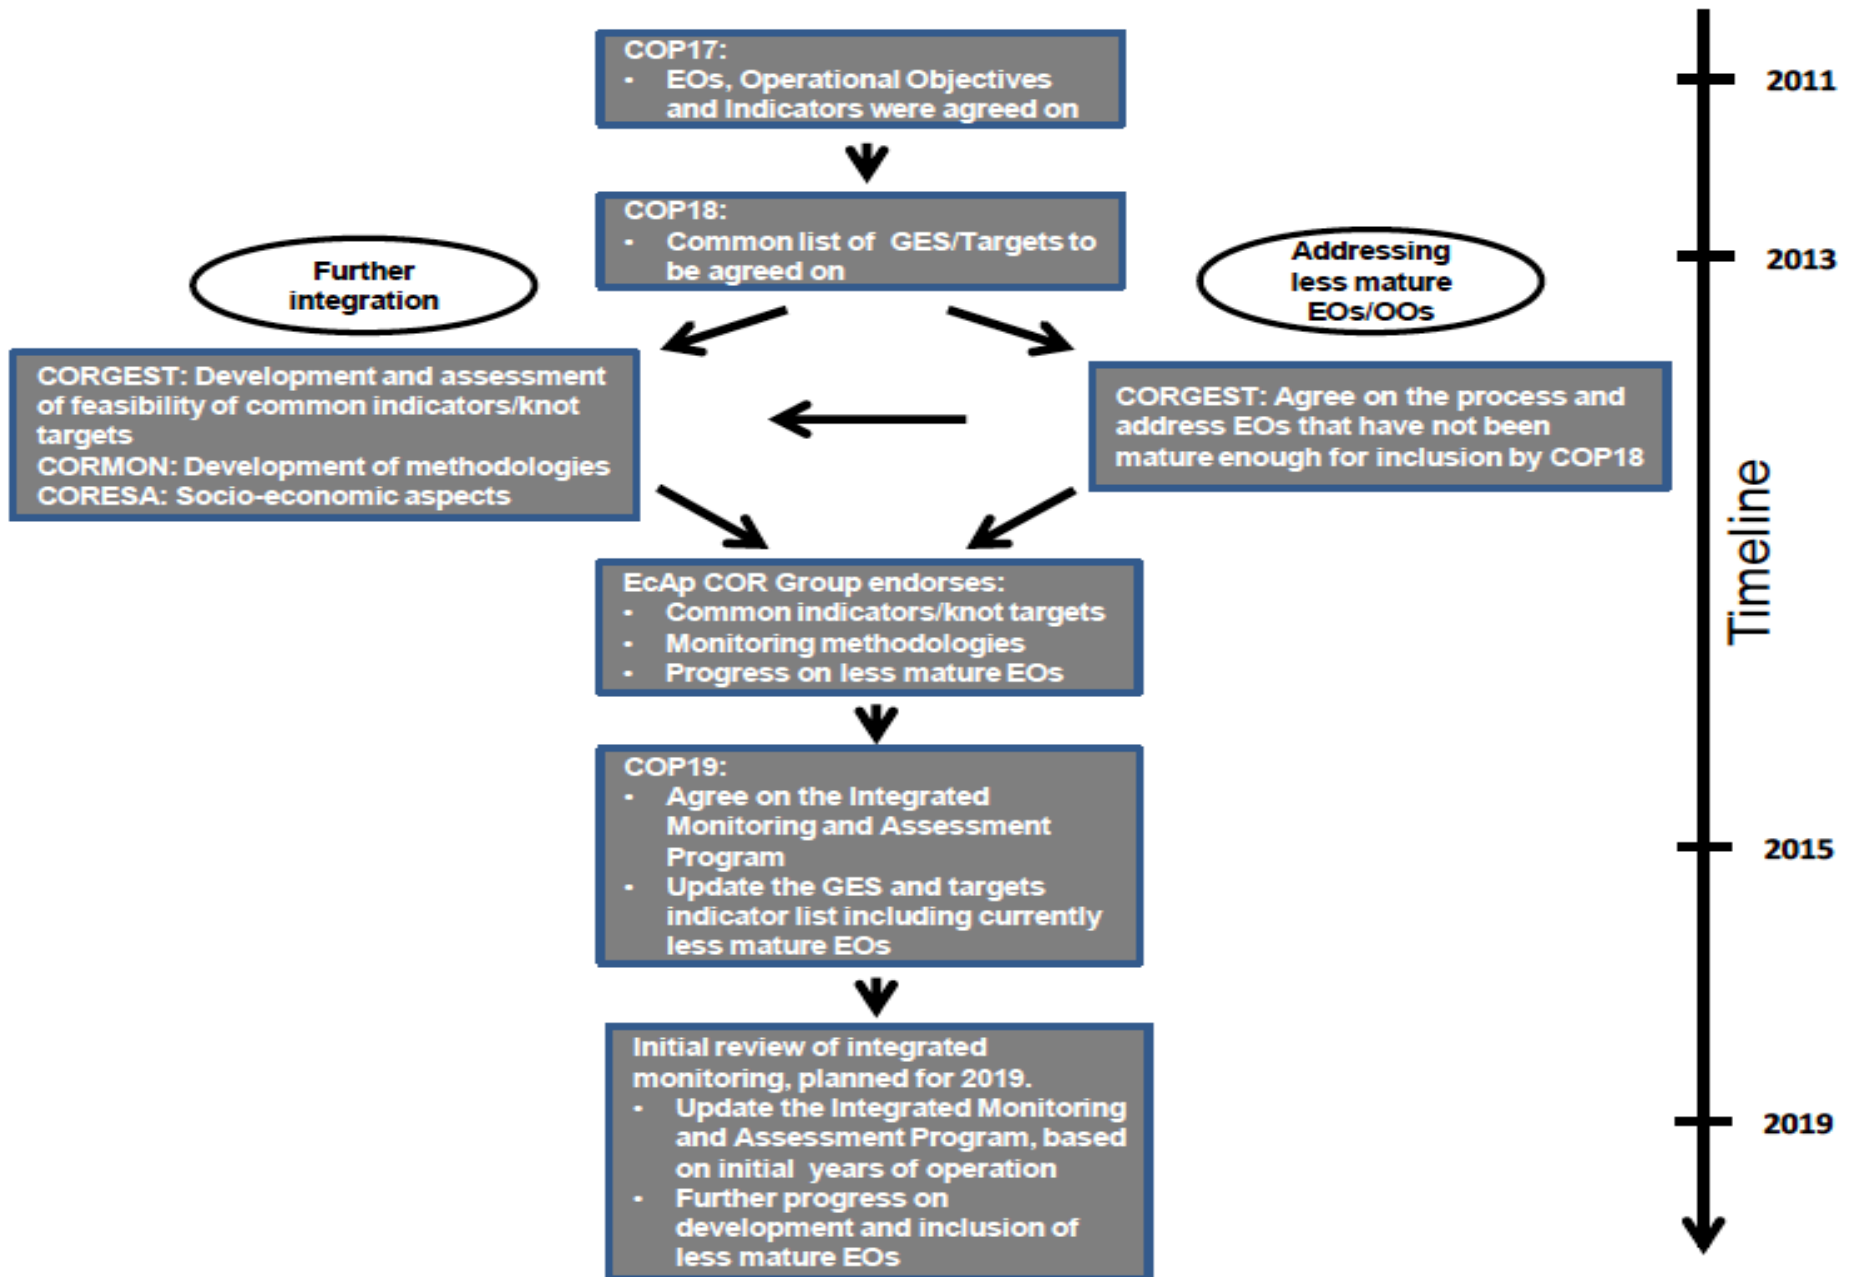 COP17:
• EOs, Operational Objectives
and Indicators were agreed on
2011
COP18:
• Common list of GES/Targets to
be agreed on
2013
Further
integration
Addressing
less mature
EOs/OOs
CORGEST: Development and assessment
of feasibility of common indicators/knot
targets
CORMON: Development of methodologies
CORESA: Socio-economic aspects
CORGEST: Agree on the process and
address EOs that have not been
mature enough for inclusion by COP18
Timeline
EcAp COR Group endorses:
• Common indicators/knot targets
• Monitoring methodologies
• Progress on less mature EOs
COP19:
• Agree on the Integrated
Monitoring and Assessment
Program
• Update the GES and targets
indicator list including currently
less mature EOs
2015
Initial review of integrated
monitoring, planned for 2019.
• Update the Integrated Monitoring
and Assessment Program, based
on initial years of operation
• Further progress on
development and inclusion of
less mature EOs
2019